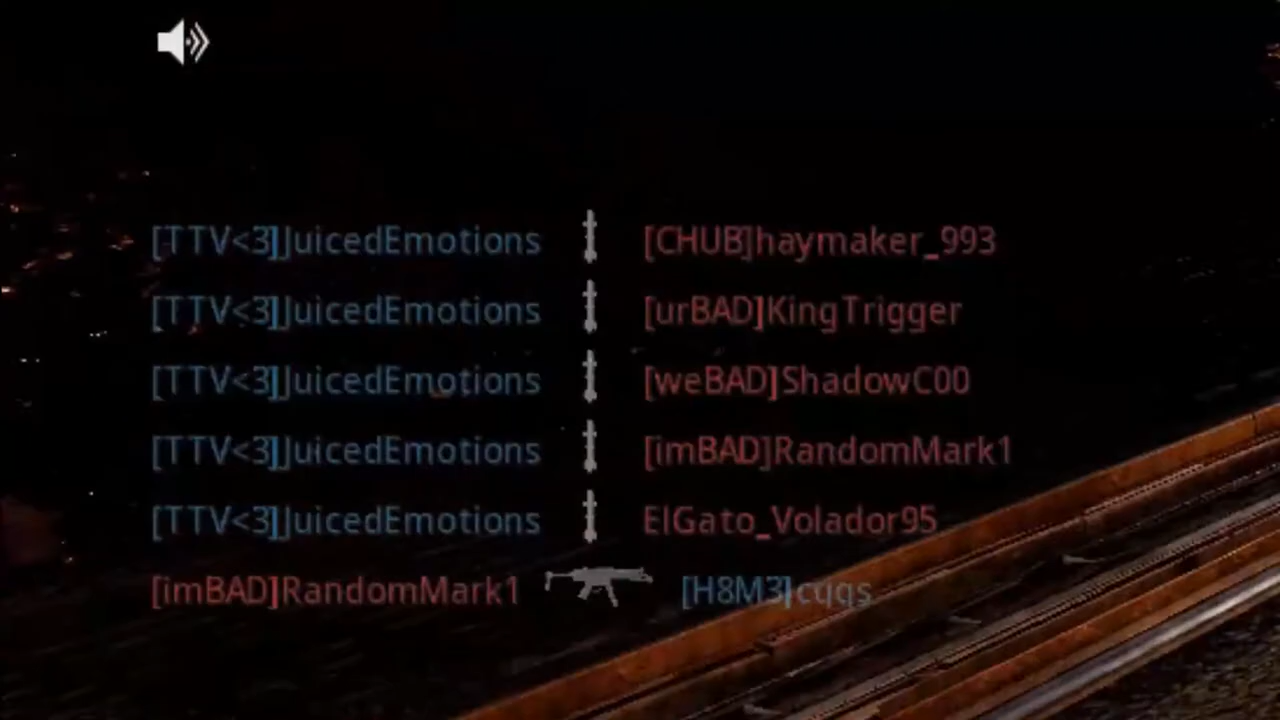 [TTV<3]JuicedEmotions [CHUB]haymaker_993
[TTV<3]JuicedEmotions [urBAD]KingTrigger
[TTV<3]JuicedEmotions [weBAD]ShadowC00
[TTV<3]JuicedEmotions [imBAD]RandomMark1
[TTV<3]JuicedEmotions ElGato_Volador95
[imBAD]RandomMark1 [H8M3]cqqs